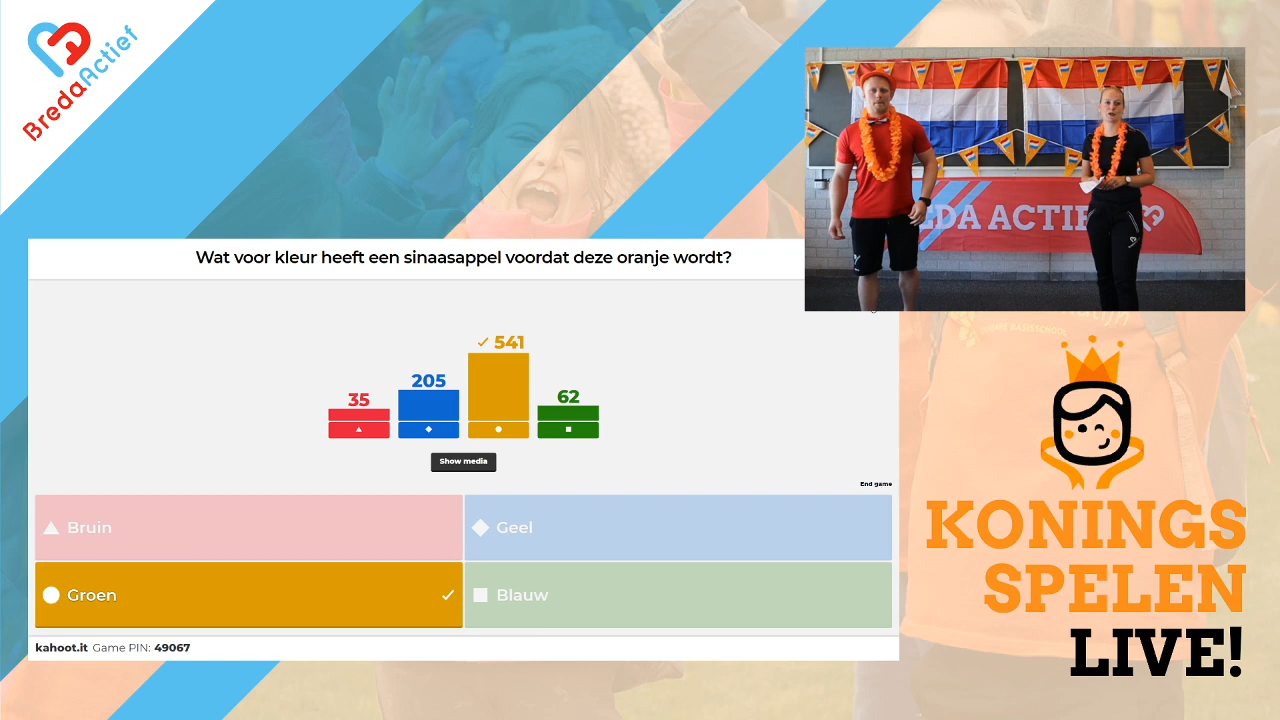 BredaActief
Wat voor kleur heeft een sinaasappel voordat deze oranje wordt?
EDA ACTIE
35
205
541
62
Show media
End game
Bruin
Geel
Groen
Blauw
kahoot.it Game PIN: 49067
KONINGS
SPELEN
LIVE!